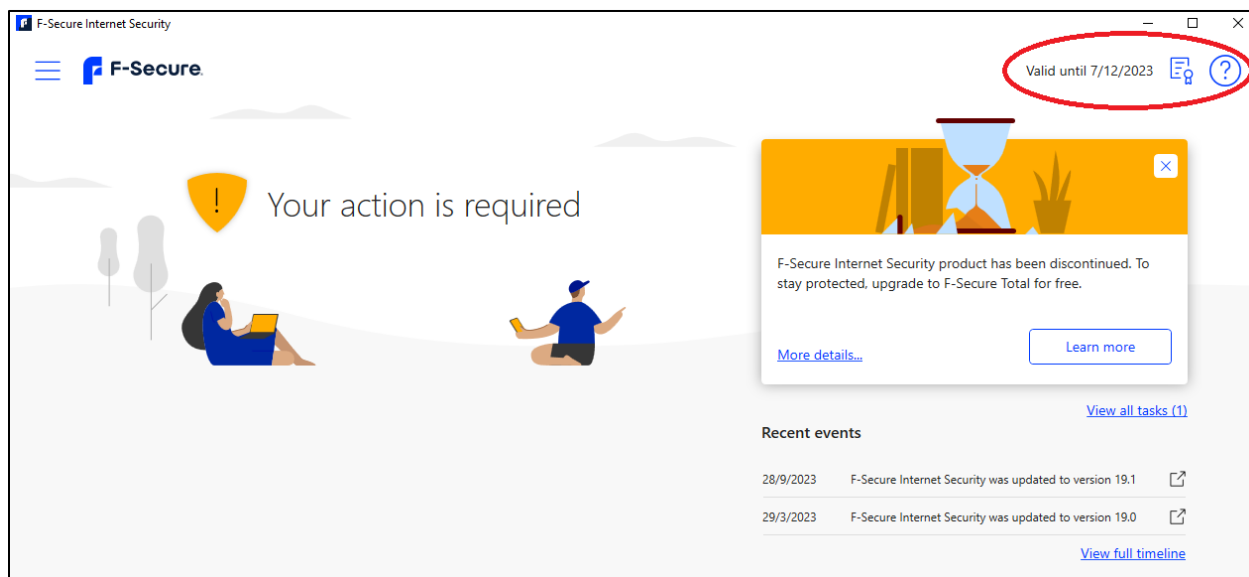 F-Secure Internet Security
F-Secure.
Valid until 7/12/2023
?
!
Your action is required
F-Secure Internet Security product has been discontinued. To
stay protected, upgrade to F-Secure Total for free.
More details...
Learn more
View all tasks (1)
Recent events
28/9/2023 F-Secure Internet Security was updated to version 19.1
29/3/2023 F-Secure Internet Security was updated to version 19.0
View full timeline